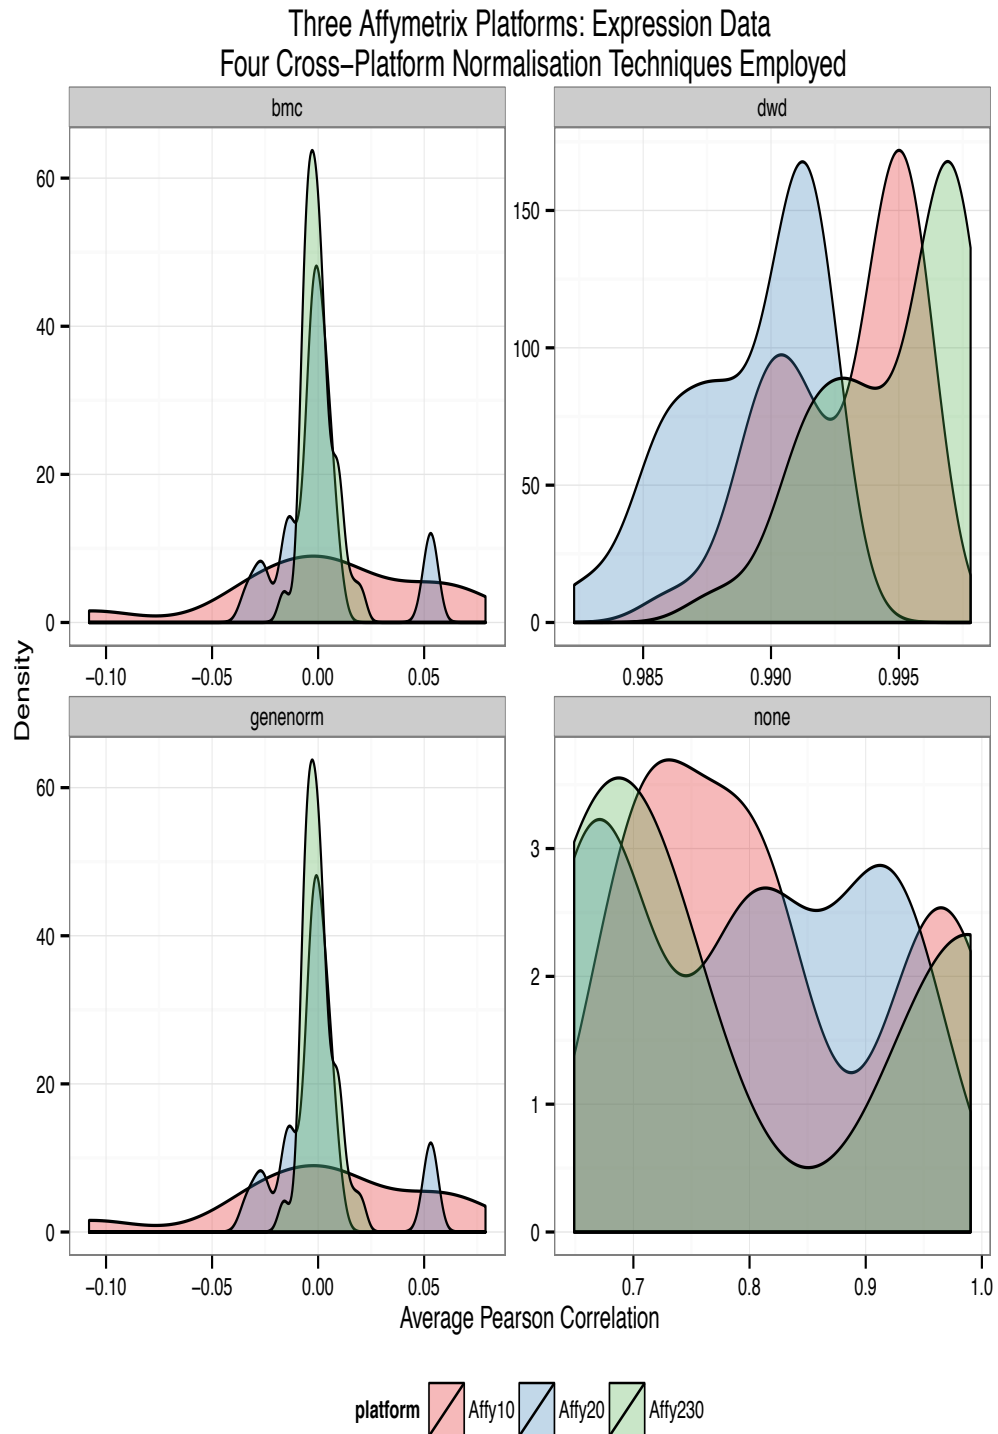 Three Affymetrix Platforms: Expression Data
Four Cross−Platform Normalisation Techniques Employed
bmc
dwd
60
40
20
0
150
100
50
0
−0.10 −0.05 0.00 0.05
0.985 0.990 0.995
Density
genenorm
none
60
40
20
0
3
2
1
0
−0.10 −0.05 0.00 0.05
0.7 0.8 0.9 1.0
Average Pearson Correlation
platform Affy10 Affy20 Affy230